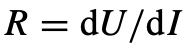 R = dU/dI